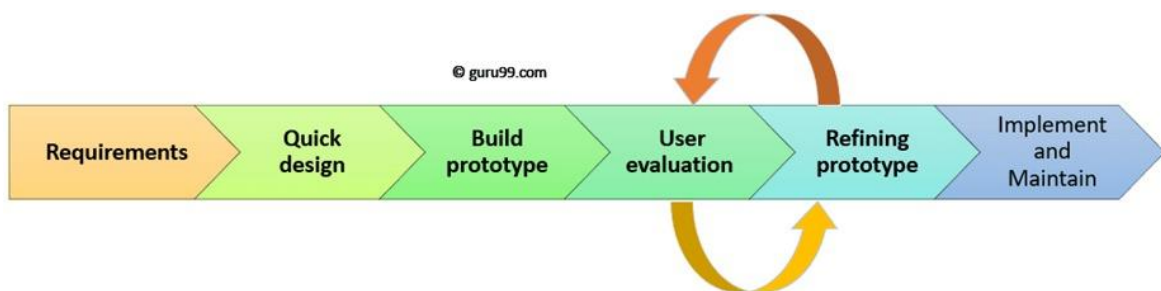 © guru99.com
Requirements
Quick
design
Build
prototype
User
evaluation
Refining
prototype
Implement
and
Maintain